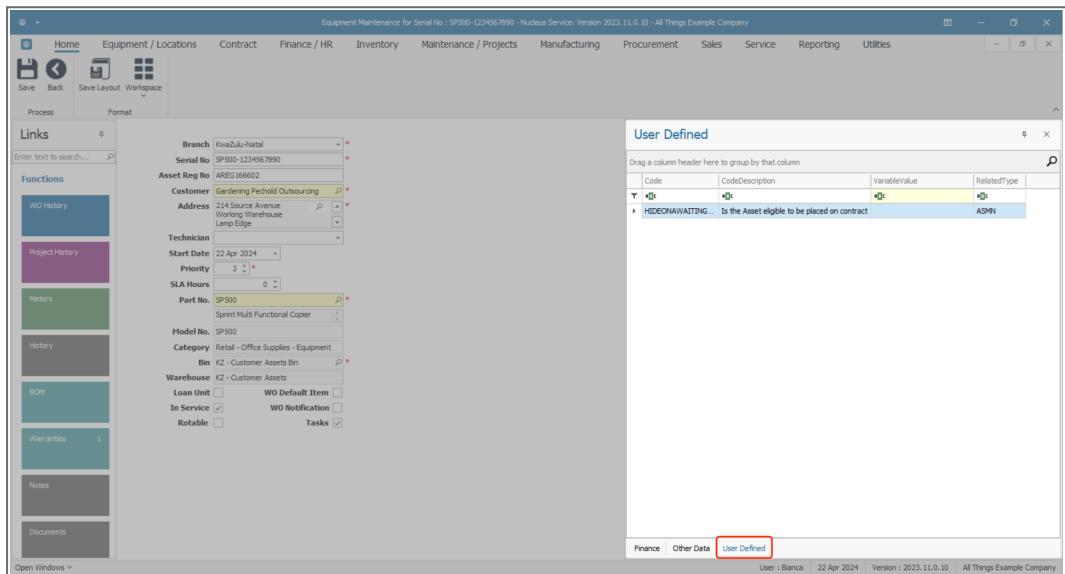 Equipment Maintenance for Serial No : SP500-1234567890 - Nucleus Service: Version 2023.11.0.10 - All Things Example Company
Home Equipment / Locations Contract Finance / HR Inventory Maintenance / Projects Manufacturing Procurement Sales Service Reporting Utilities
Save Back Save Layout Workspace
Process Format
Links
Enter text to search...
Functions
WO History
Project History
Meters
History
BOM
Warranties 1
Notes
Documents
Branch KwaZulu-Natal *
Serial No SP500-1234567890 *
Asset Reg No AREG166602
Customer Gardening Pechold Outsourcing *
Address 214 Source Avenue *
Working Warehouse
Lamp Edge
Technician
Start Date 22 Apr 2024
Priority 3 *
SLA Hours 0
Part No. SP500 *
Sprint Multi Functional Copier
Model No. SP500
Category Retail - Office Supplies - Equipment
Bin KZ - Customer Assets Bin *
Warehouse KZ - Customer Assets
Loan Unit WO Default Item
In Service WO Notification
Rotable Tasks
User Defined
Drag a column header here to group by that column
Code CodeDescription VariableValue RelatedType
HIDEONAWAITING... Is the Asset eligible to be placed on contract ASMN
Finance Other Data User Defined
Open Windows User : Bianca 22 Apr 2024 Version : 2023.11.0.10 All Things Example Company